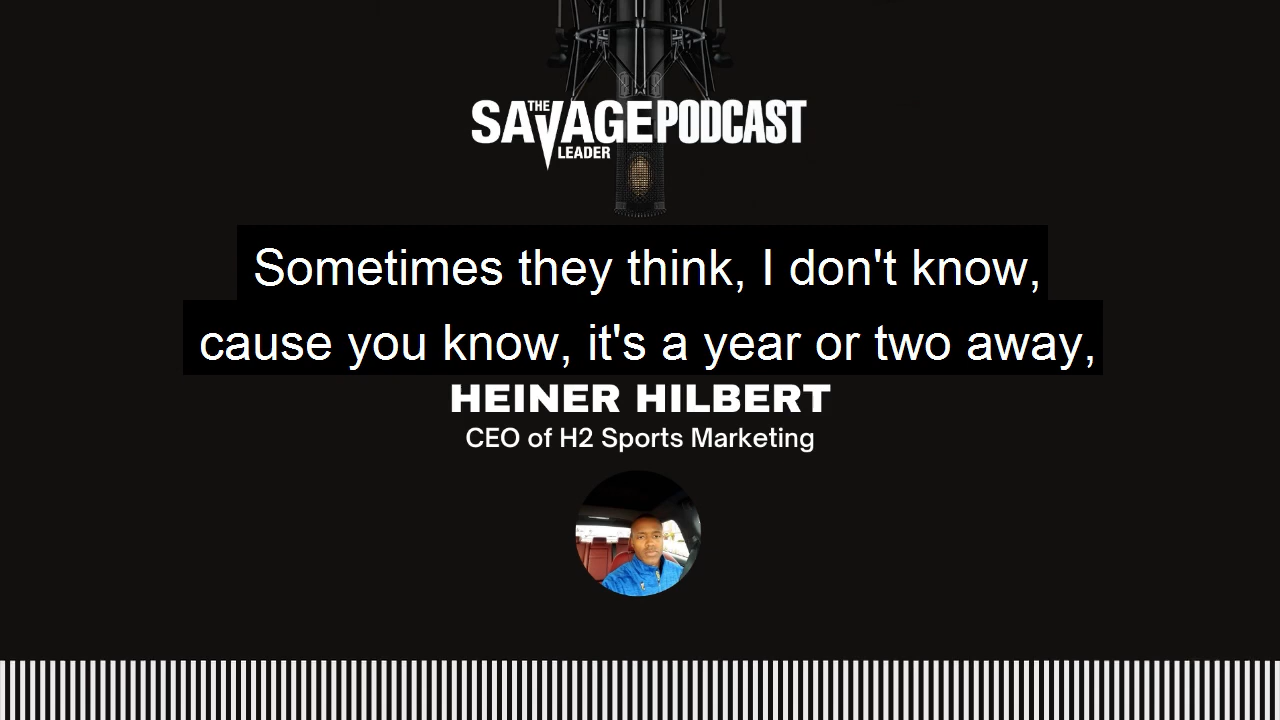 THE SAVAGE PODCAST
LEADER
Sometimes they think, I don't know,
cause you know, it's a year or two away,
HEINER HILBERT
CEO of H2 Sports Marketing